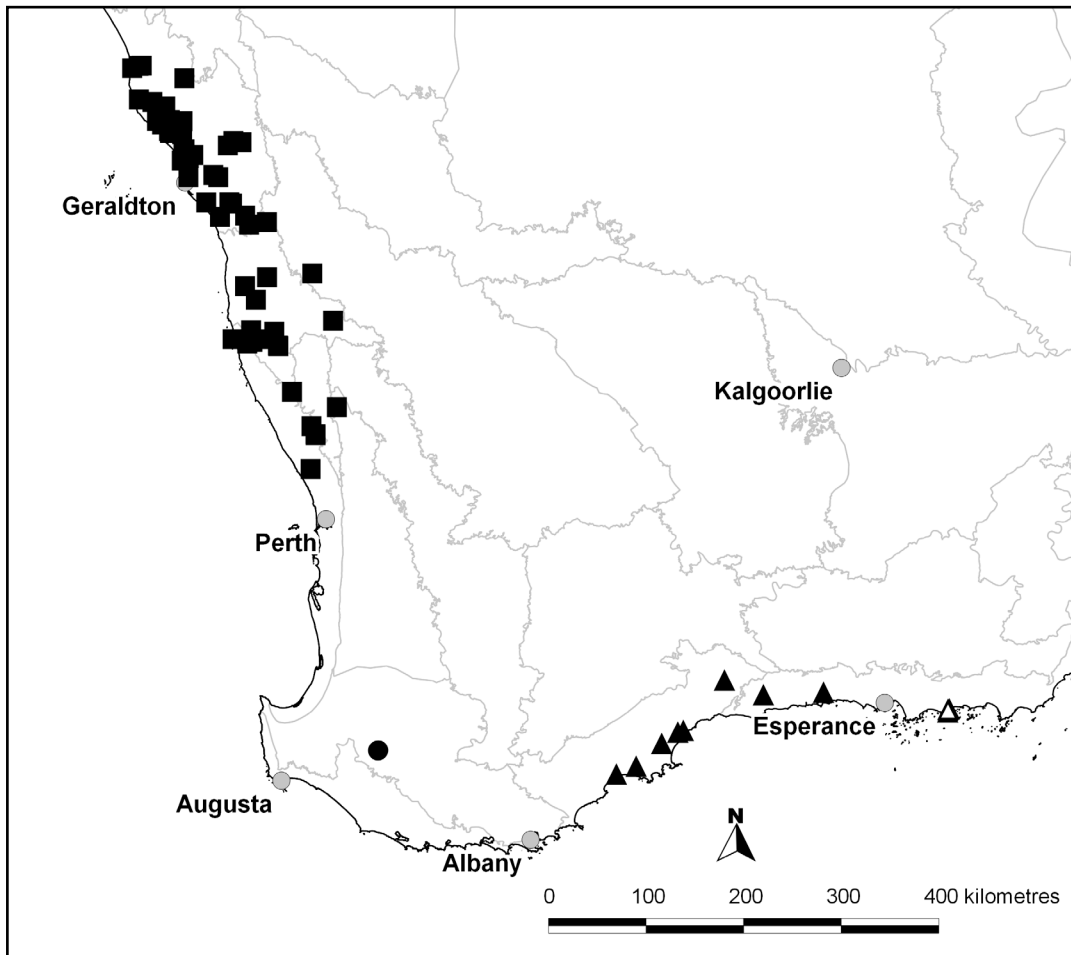 Geraldton
Kalgoorlie
Perth
Esperance
Augusta
Albany
N
0 100 200 300 400 kilometres